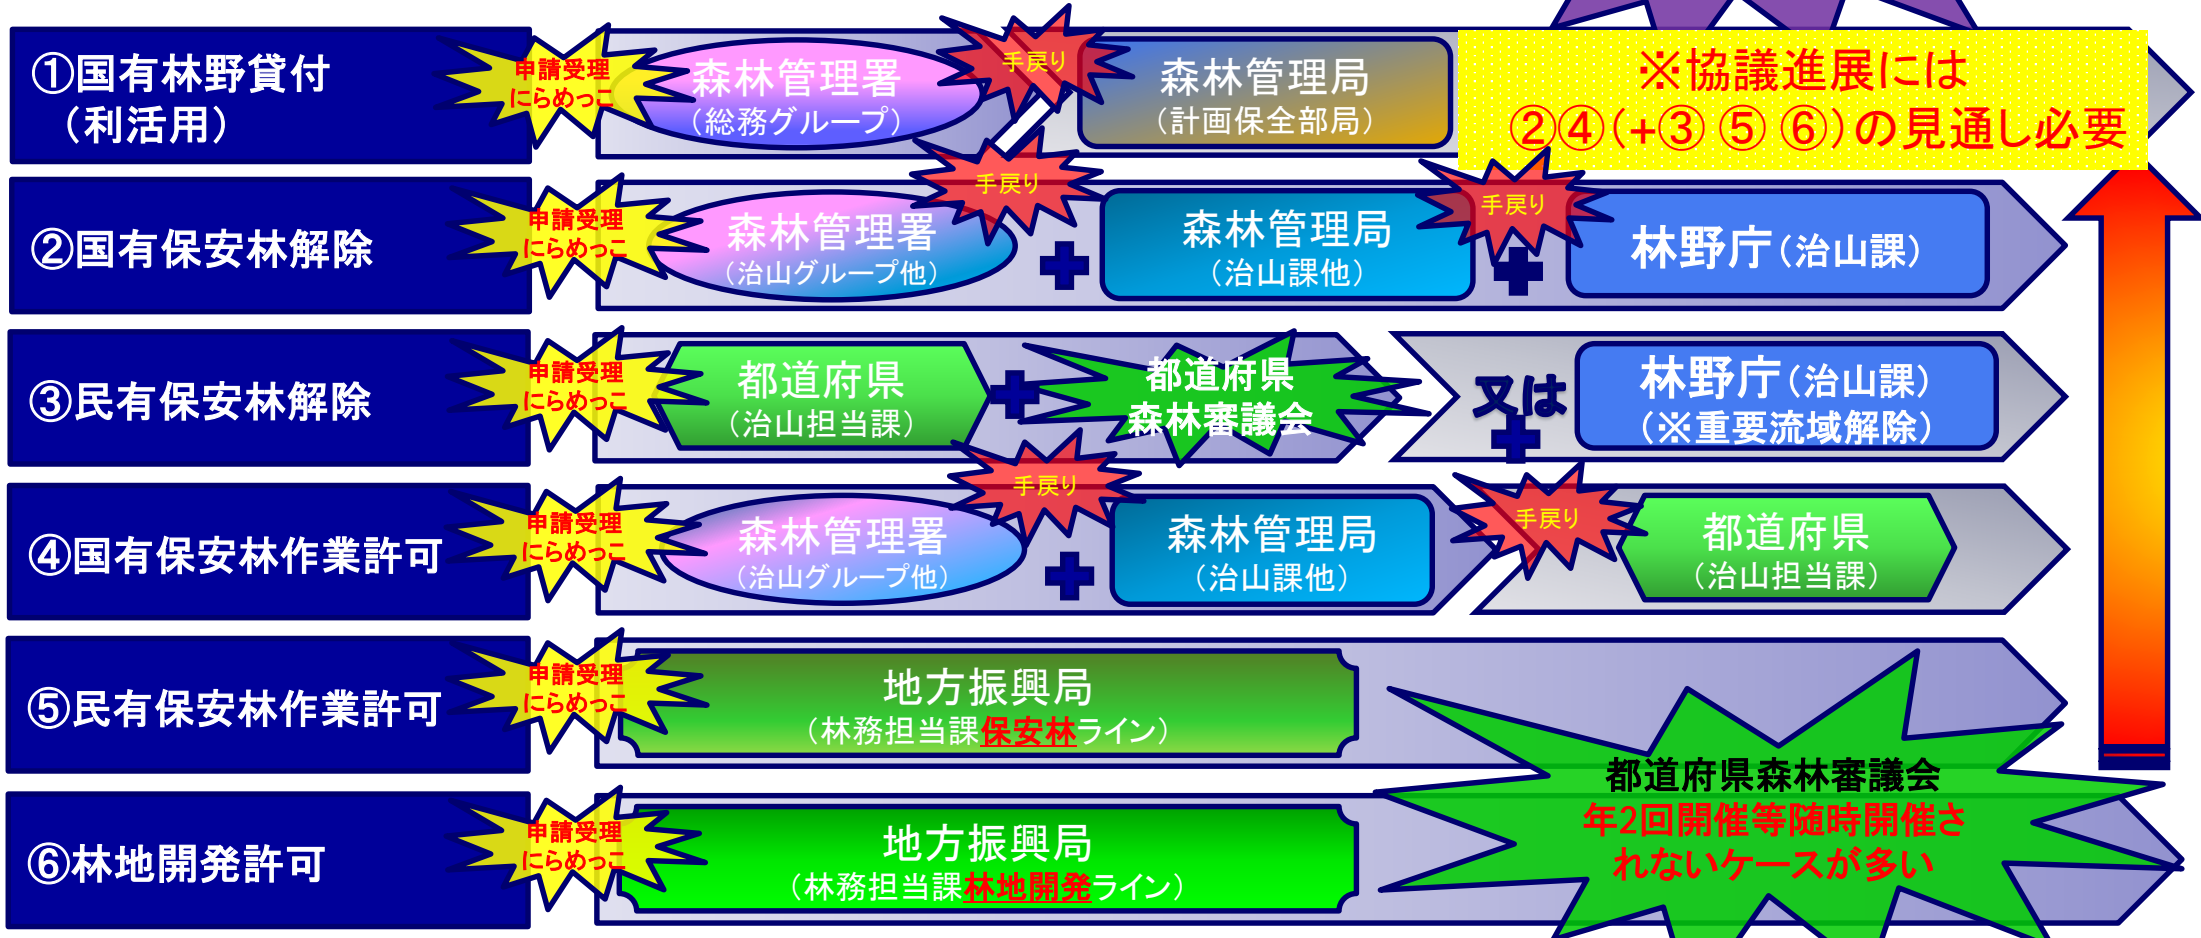 ①国有林野貸付
（利活用）
申請受理
にらめっこ
森林管理署
（総務グループ）
手戻り
森林管理局
（計画保全部局）
※協議進展には
②④（+③ ⑤ ⑥）の見通し必要
②国有保安林解除
申請受理
にらめっこ
森林管理署
（治山グループ他）
手戻り
森林管理局
（治山課他）
手戻り
林野庁（治山課）
③民有保安林解除
申請受理
にらめっこ
都道府県
（治山担当課）
都道府県
森林審議会
又は
林野庁（治山課）
（※重要流域解除）
④国有保安林作業許可
申請受理
にらめっこ
森林管理署
（治山グループ他）
手戻り
森林管理局
（治山課他）
手戻り
都道府県
（治山担当課）
⑤民有保安林作業許可
申請受理
にらめっこ
地方振興局
（林務担当課保安林ライン）
⑥林地開発許可
申請受理
にらめっこ
地方振興局
（林務担当課林地開発ライン）
都道府県森林審議会
年2回開催等随時開催さ
れないケースが多い